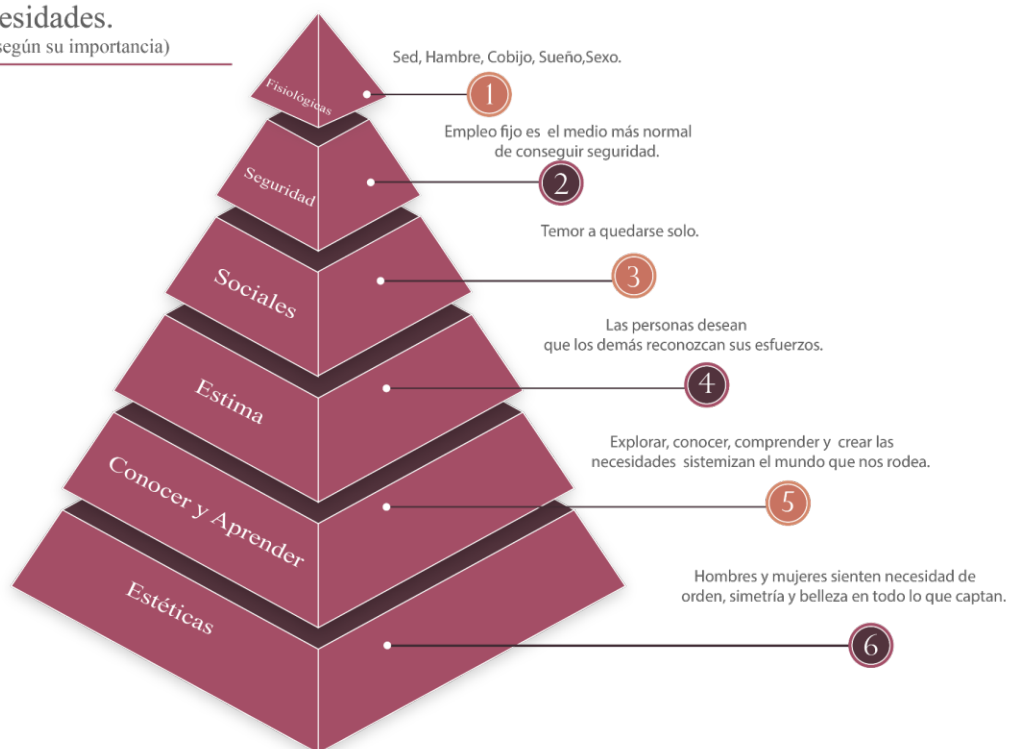 esidades.
según su importancia)
Sed, Hambre, Cobijo, Sueño,Sexo.
Fisiológicas
1
Empleo fijo es el medio más normal
de conseguir seguridad.
Seguridad
2
Temor a quedarse solo.
Sociales
3
Las personas desean
que los demás reconozcan sus esfuerzos.
Estima
4
Explorar, conocer, comprender y crear las
necesidades sistemizan el mundo que nos rodea.
Conocer y Aprender
5
Hombres y mujeres sienten necesidad de
orden, simetría y belleza en todo lo que captan.
Estéticas
6